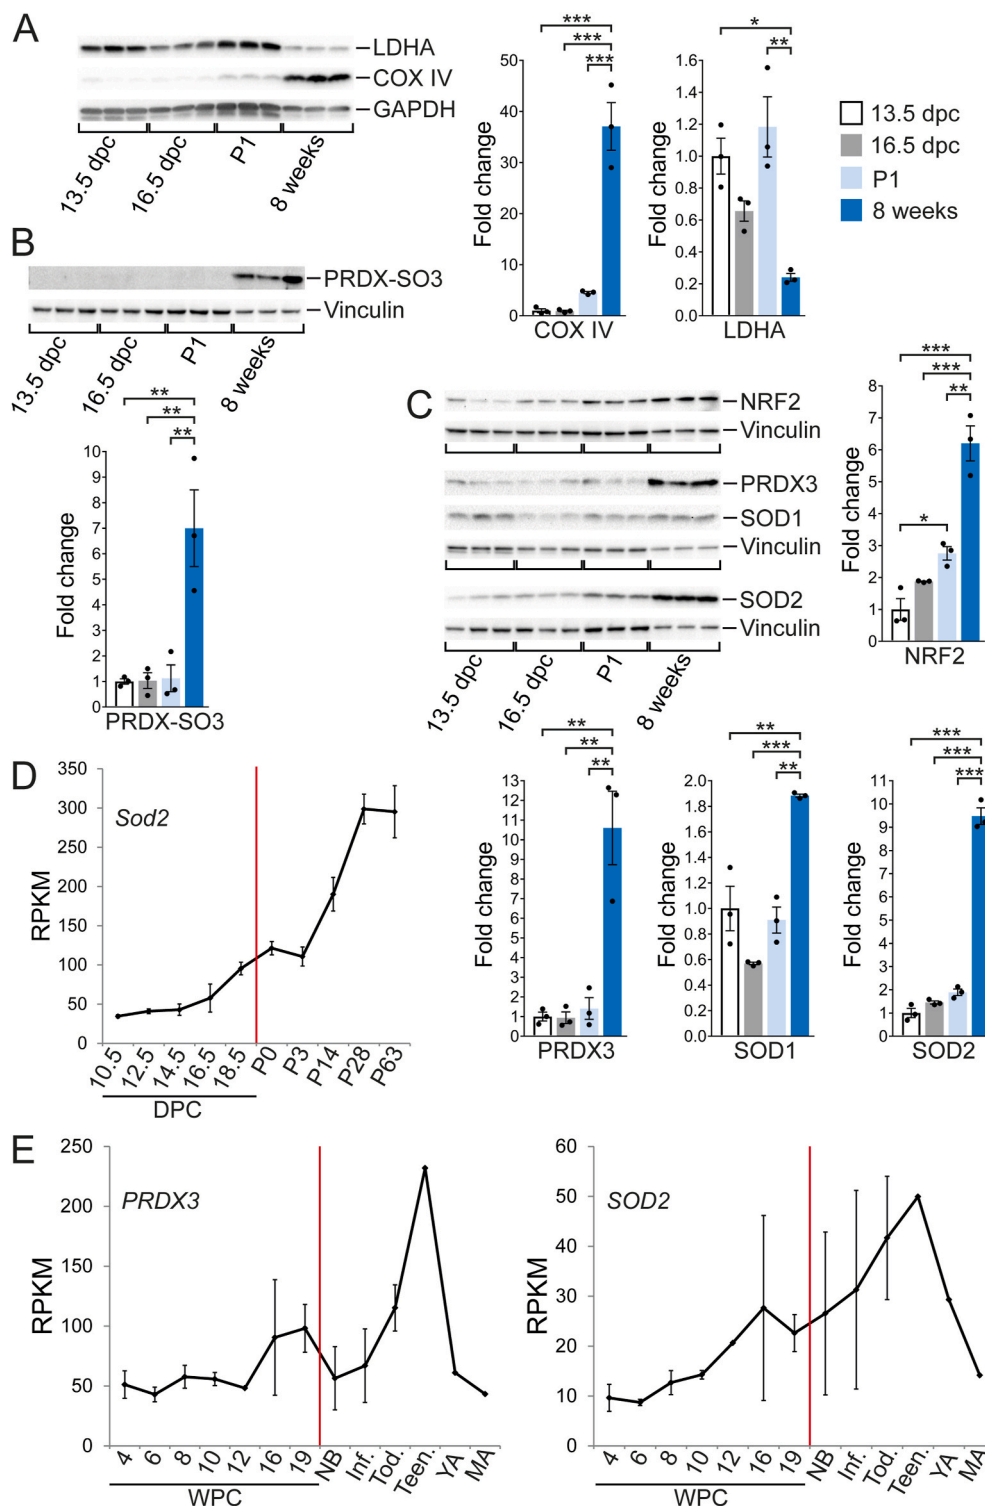 A
LDHA
COX IV
GAPDH
13.5 dpc
16.5 dpc
P1
8 weeks
***
***
***
Fold change
50
40
30
20
10
0
COX IV
*
**
Fold change
1.6
1.4
1.2
1.0
0.8
0.6
0.4
0.2
0.0
LDHA
13.5 dpc
16.5 dpc
P1
8 weeks
B
PRDX-SO3
Vinculin
13.5 dpc
16.5 dpc
P1
8 weeks
**
**
**
Fold change
10
9
8
7
6
5
4
3
2
1
0
PRDX-SO3
C
NRF2
Vinculin
PRDX3
SOD1
Vinculin
SOD2
Vinculin
13.5 dpc
16.5 dpc
P1
8 weeks
***
***
**
*
Fold change
8
7
6
5
4
3
2
1
0
NRF2
**
**
**
Fold change
13
12
11
10
9
8
7
6
5
4
3
2
1
0
PRDX3
**
***
**
Fold change
2.0
1.8
1.6
1.4
1.2
1.0
0.8
0.6
0.4
0.2
0
SOD1
***
***
***
Fold change
11
10
9
8
7
6
5
4
3
2
2
1
0
SOD2
D
Sod2
RPKM
350
300
250
200
150
100
50
0
10.5
12.5
14.5
16.5
18.5
P0
P3
P14
P28
P63
DPC
E
PRDX3
RPKM
250
200
150
100
50
0
4
6
8
10
12
16
19
NB
Inf.
Tod.
Teen.
YA
MA
WPC
SOD2
RPKM
60
50
40
30
20
10
0
4
6
8
10
12
16
19
NB
Inf.
Tod.
Teen.
YA
MA
WPC